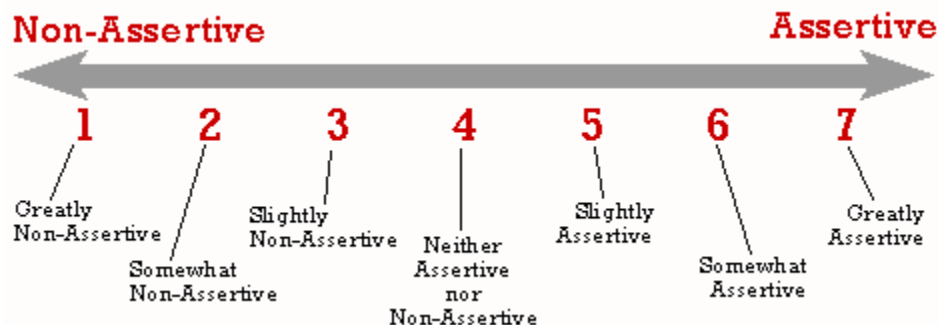 Non-Assertive
Assertive
1 2 3 4 5 6 7
Greatly
Non-Assertive
Somewhat
Non-Assertive
Slightly
Non-Assertive
Neither
Assertive
nor
Non-Assertive
Slightly
Assertive
Somewhat
Assertive
Greatly
Assertive